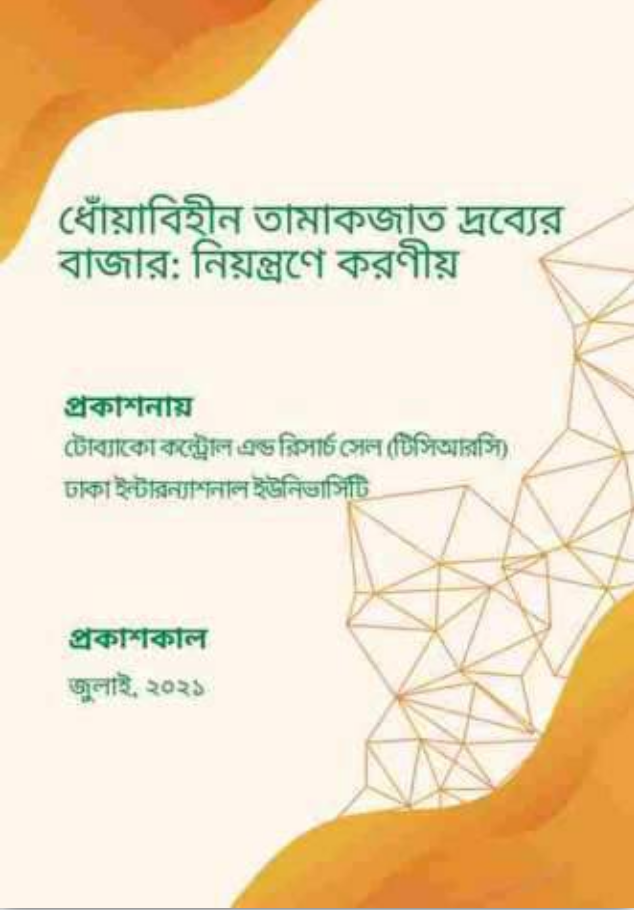 ধোঁয়াবিহীন তামাকজাত দ্রব্যের
বাজার: নিয়ন্ত্রণে করণীয়
প্রকাশনায়
টোব্যাকো কন্ট্রোল এন্ড রিসার্চ সেল (টিসিআরসি)
ঢাকা ইন্টারন্যাশনাল ইউনিভার্সিটি
প্রকাশকাল
জুলাই, ২০২১